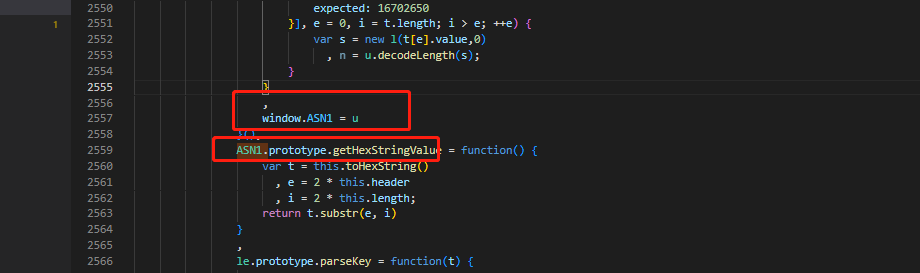 1
2550 expected: 16702650
2551 }], e = 0, i = t.length; i > e; ++e) {
2552 var s = new l(t[e].value,0)
2553 , n = u.decodeLength(s);
2554 }
2555 }
2556 ,
2557 window.ASN1 = u
2558 }(),
2559 ASN1.prototype.getHexStringValue = function() {
2560 var t = this.toHexString()
2561 , e = 2 * this.header
2562 , i = 2 * this.length;
2563 return t.substr(e, i)
2564 }
2565 ,
2566 le.prototype.parseKey = function(t) {